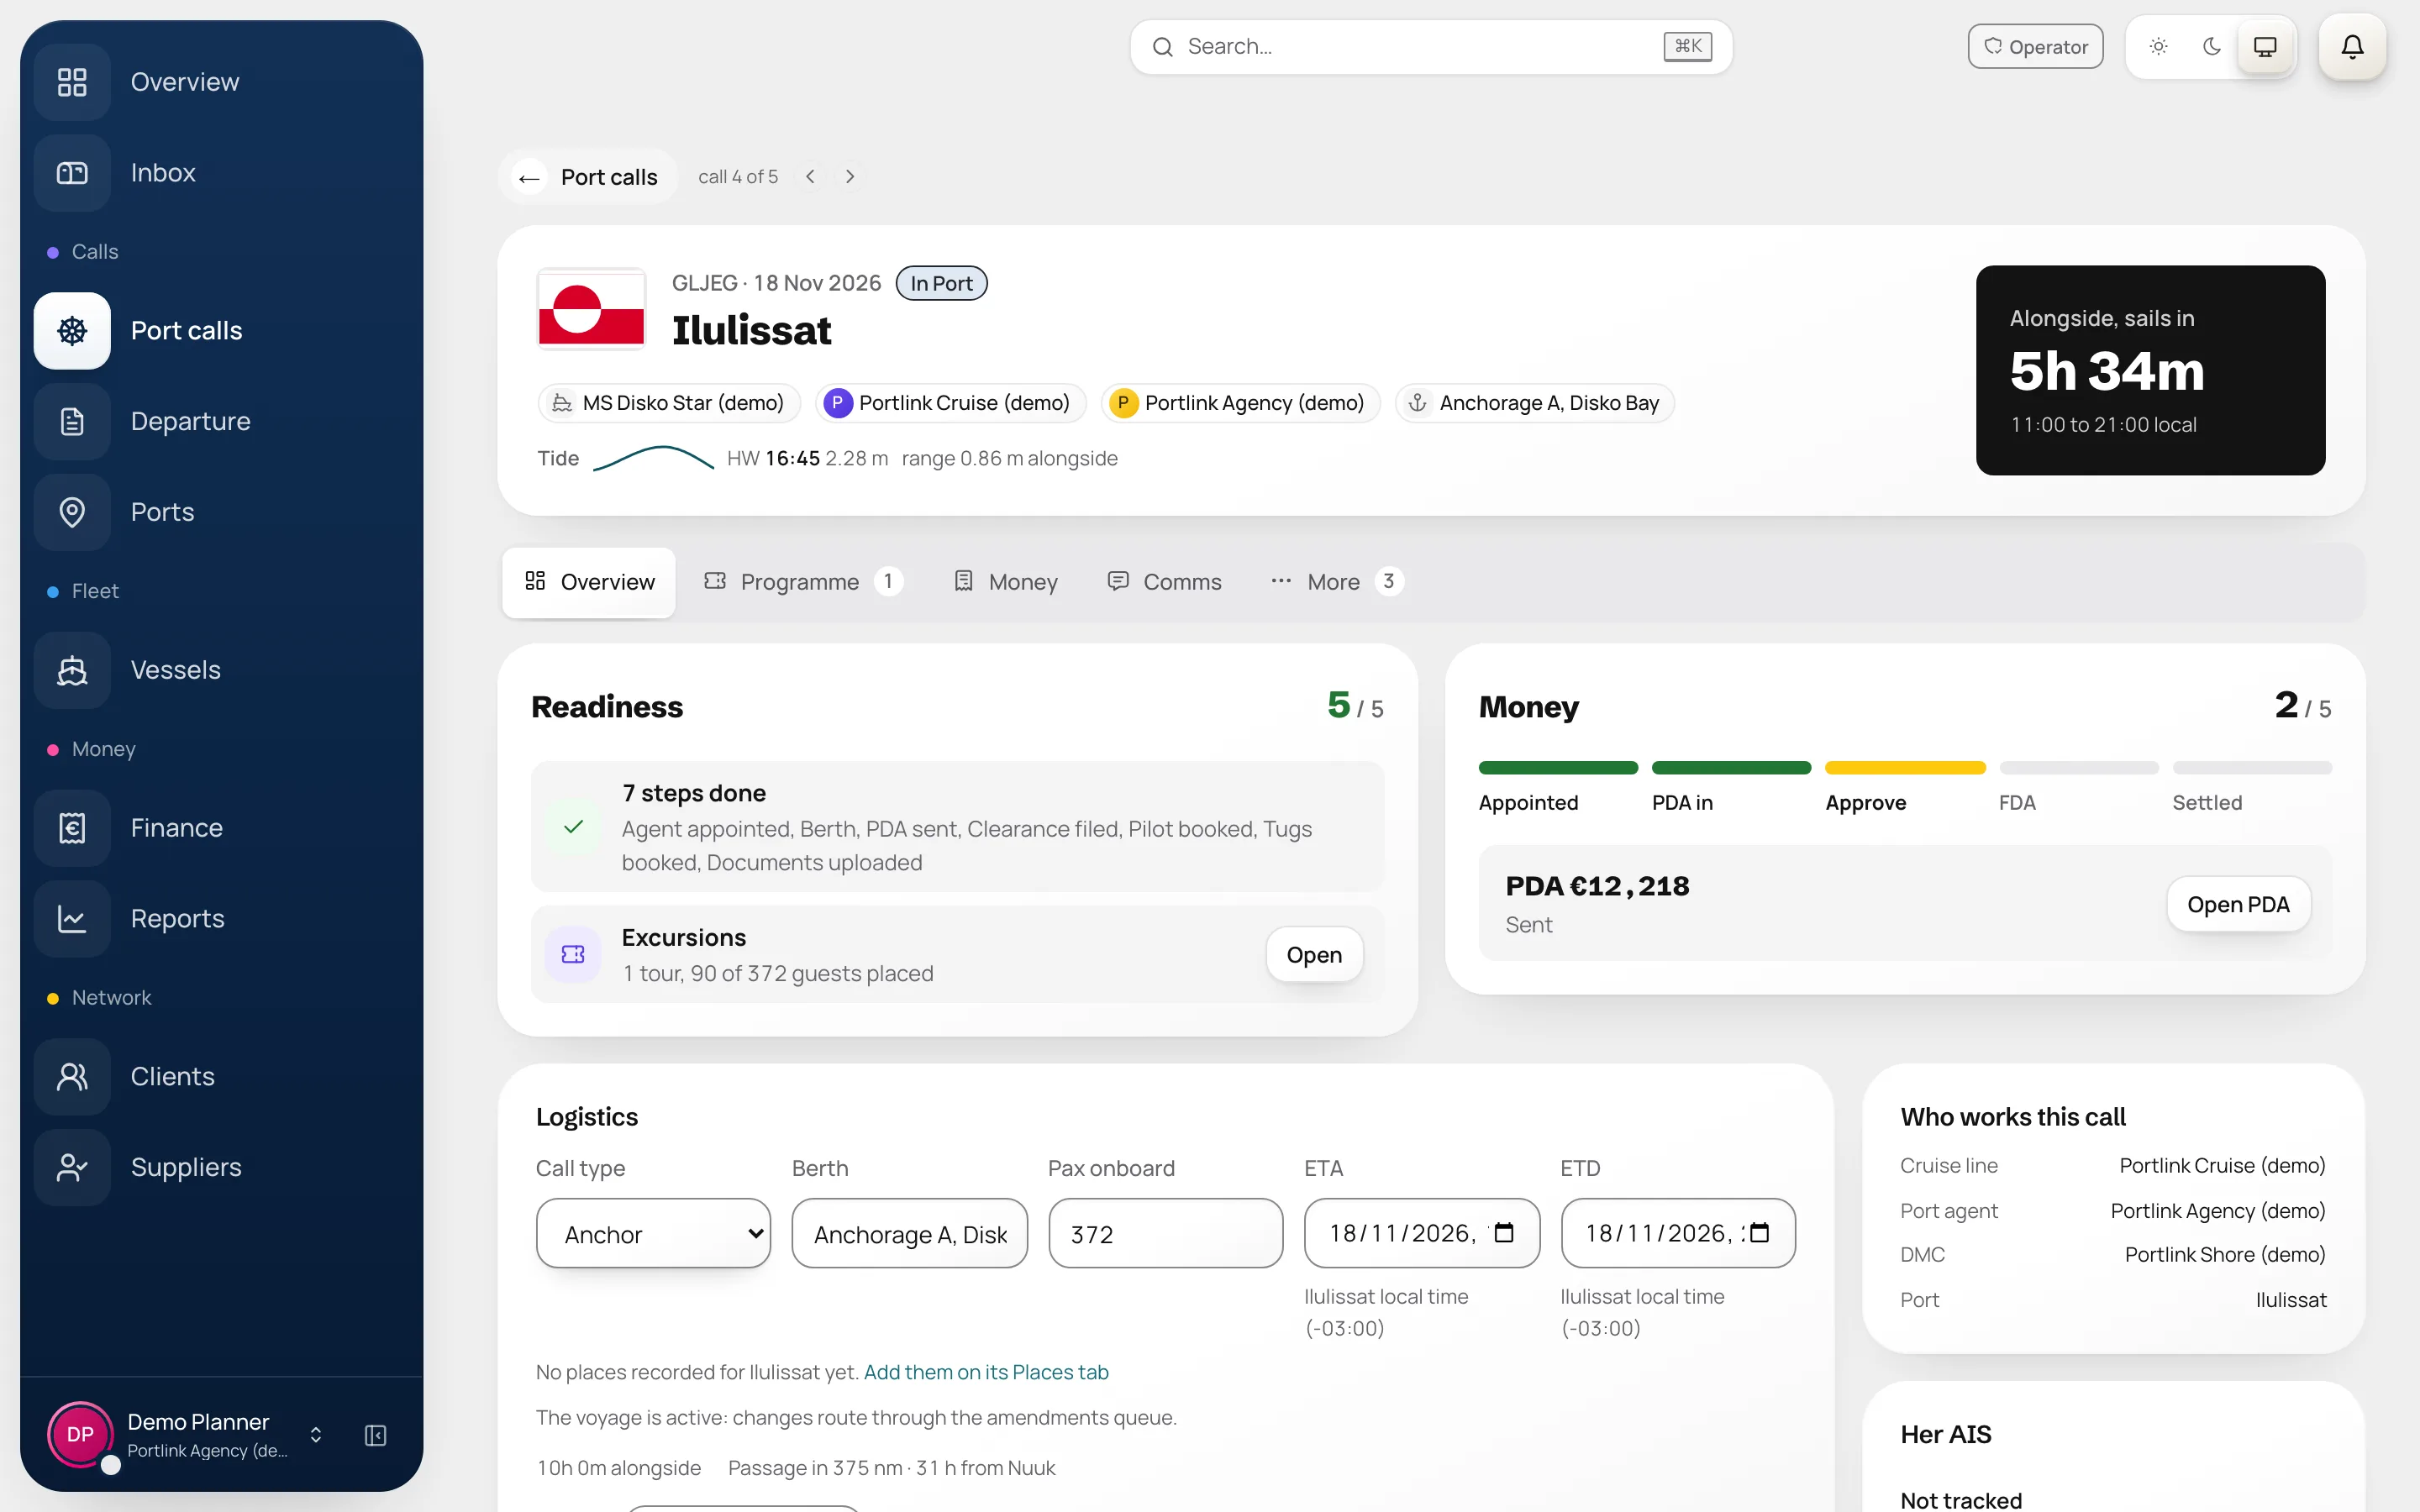 Overview
Inbox
Calls
Port calls
Departure
Ports
Fleet
Vessels
Money
Finance
Reports
Network
Clients
Suppliers
DP
Demo Planner
Portlink Agency (de...
Search...
⌘K
Operator
← Port calls
call 4 of 5
GLJEG · 18 Nov 2026
In Port
Ilulissat
MS Disko Star (demo)
P Portlink Cruise (demo)
P Portlink Agency (demo)
Anchorage A, Disko Bay
Tide
HW 16:45 2.28 m range 0.86 m alongside
Alongside, sails in
5h 34m
11:00 to 21:00 local
Overview
Programme 1
Money
Comms
More 3
Readiness
5 / 5
7 steps done
Agent appointed, Berth, PDA sent, Clearance filed, Pilot booked, Tugs
booked, Documents uploaded
Excursions
1 tour, 90 of 372 guests placed
Open
Money
2 / 5
Appointed
PDA in
Approve
FDA
Settled
PDA €12,218
Sent
Open PDA
Logistics
Call type
Berth
Pax onboard
ETA
ETD
Anchor
Anchorage A, Disk
372
18/11/2026,
18/11/2026,
Ilulissat local time
(-03:00)
Ilulissat local time
(-03:00)
No places recorded for Ilulissat yet. Add them on its Places tab
The voyage is active: changes route through the amendments queue.
10h 0m alongside
Passage in 375 nm · 31 h from Nuuk
Who works this call
Cruise line
Portlink Cruise (demo)
Port agent
Portlink Agency (demo)
DMC
Portlink Shore (demo)
Port
Ilulissat
Her AIS
Not tracked